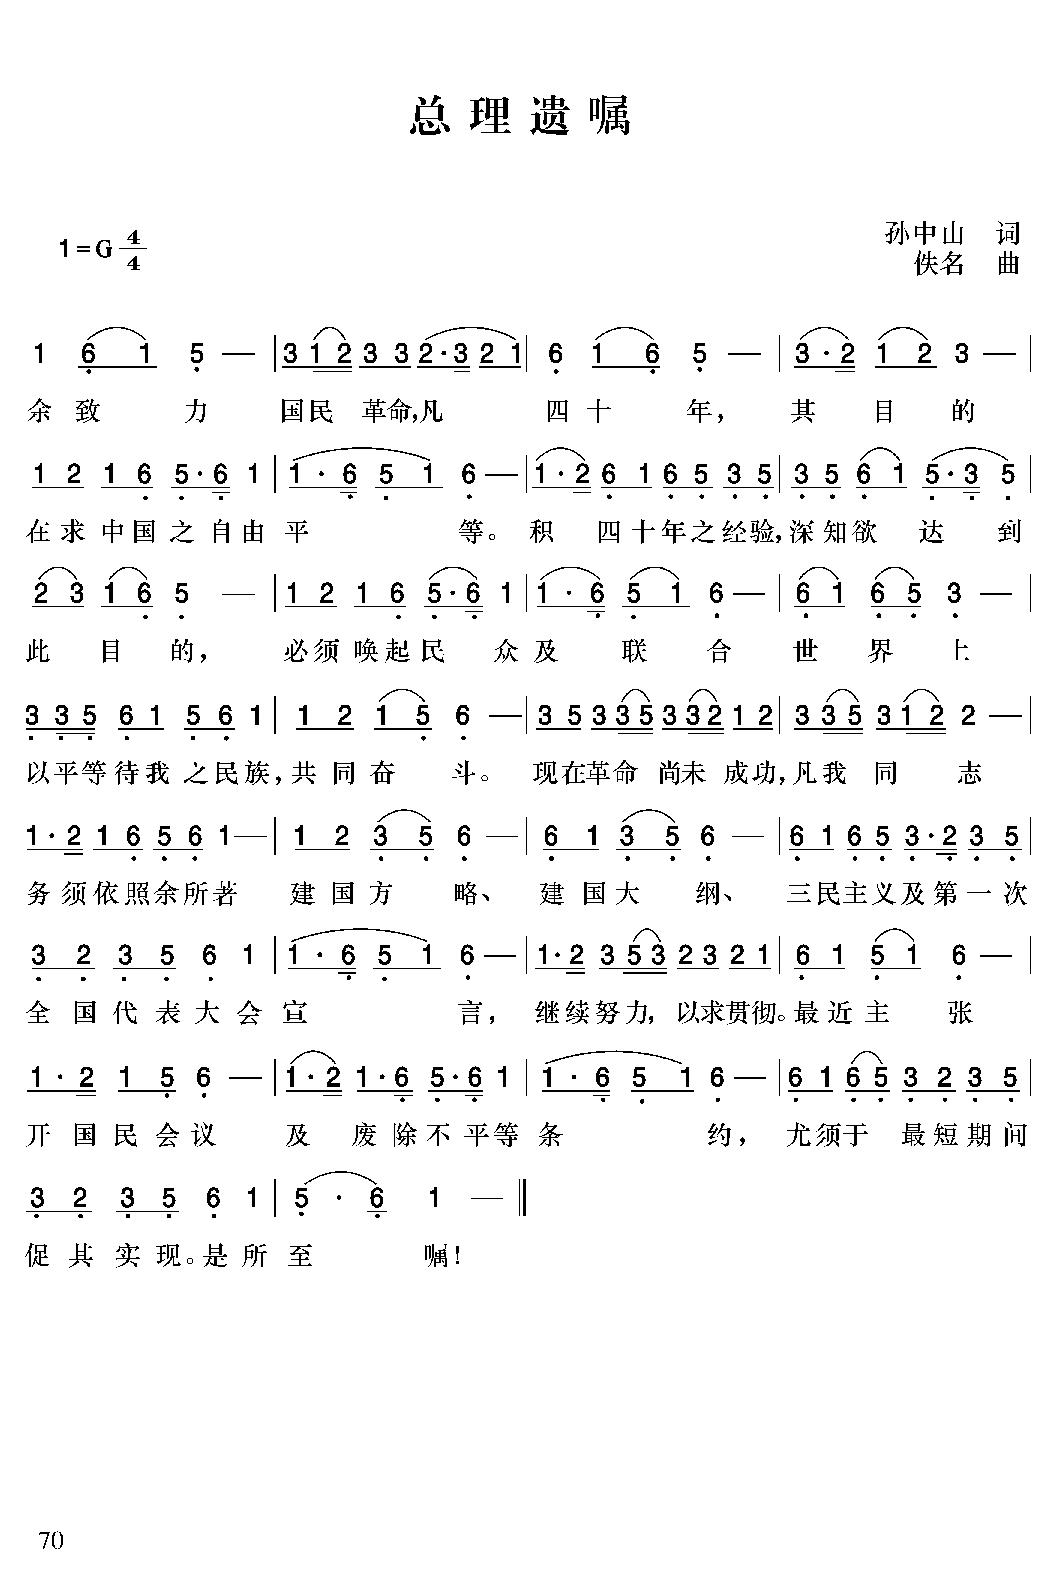 总理遗嘱
1=G 4/4
孙中山 词
佚名 曲
1 6 1 5 — | 3 1 2 3 3 2·3 2 1 | 6 1 6 5 — | 3·2 1 2 3 — |
余 致 力 国民 革命,凡 四十 年, 其 目 的
1 2 1 6 5·6 1 | 1·6 5 1 6 — | 1·2 6 1 6 5 3 5 | 3 5 6 1 5·3 5 |
在求 中国 之 自由 平 等。 积 四十年之经验,深知欲 达 到
2 3 1 6 5 — | 1 2 1 6 5·6 1 | 1·6 5 1 6 — | 6 1 6 5 3 — |
此 目 的, 必须 唤起民 众及 联 合 世 界 上
3 3 5 6 1 5 6 1 | 1 2 1 5 6 — | 3 5 3 3 5 3 3 2 1 2 | 3 3 5 3 1 2 2 — |
以平等待我 之民族,共 同 奋 斗。 现在革命 尚未 成功,凡我 同 志
1·2 1 6 5 6 1 — | 1 2 3 5 6 — | 6 1 3 5 6 — | 6 1 6 5 3·2 3 5 |
务须依照余所著 建国方 略、 建国大 纲、 三民主义及第一次
3 2 3 5 6 1 | 1·6 5 1 6 — | 1·2 3 5 3 2 3 2 1 | 6 1 5 1 6 — |
全国代表大会宣 言, 继续努力, 以求贯彻。最近主 张
1·2 1 5 6 — | 1·2 1·6 5·6 1 | 1·6 5 1 6 — | 6 1 6 5 3 2 3 5 |
开国民会议 及 废除不平等条 约, 尤须于 最短期间
3 2 3 5 6 1 | 5·6 1 — ‖
促其实现。是所至 嘱!
70